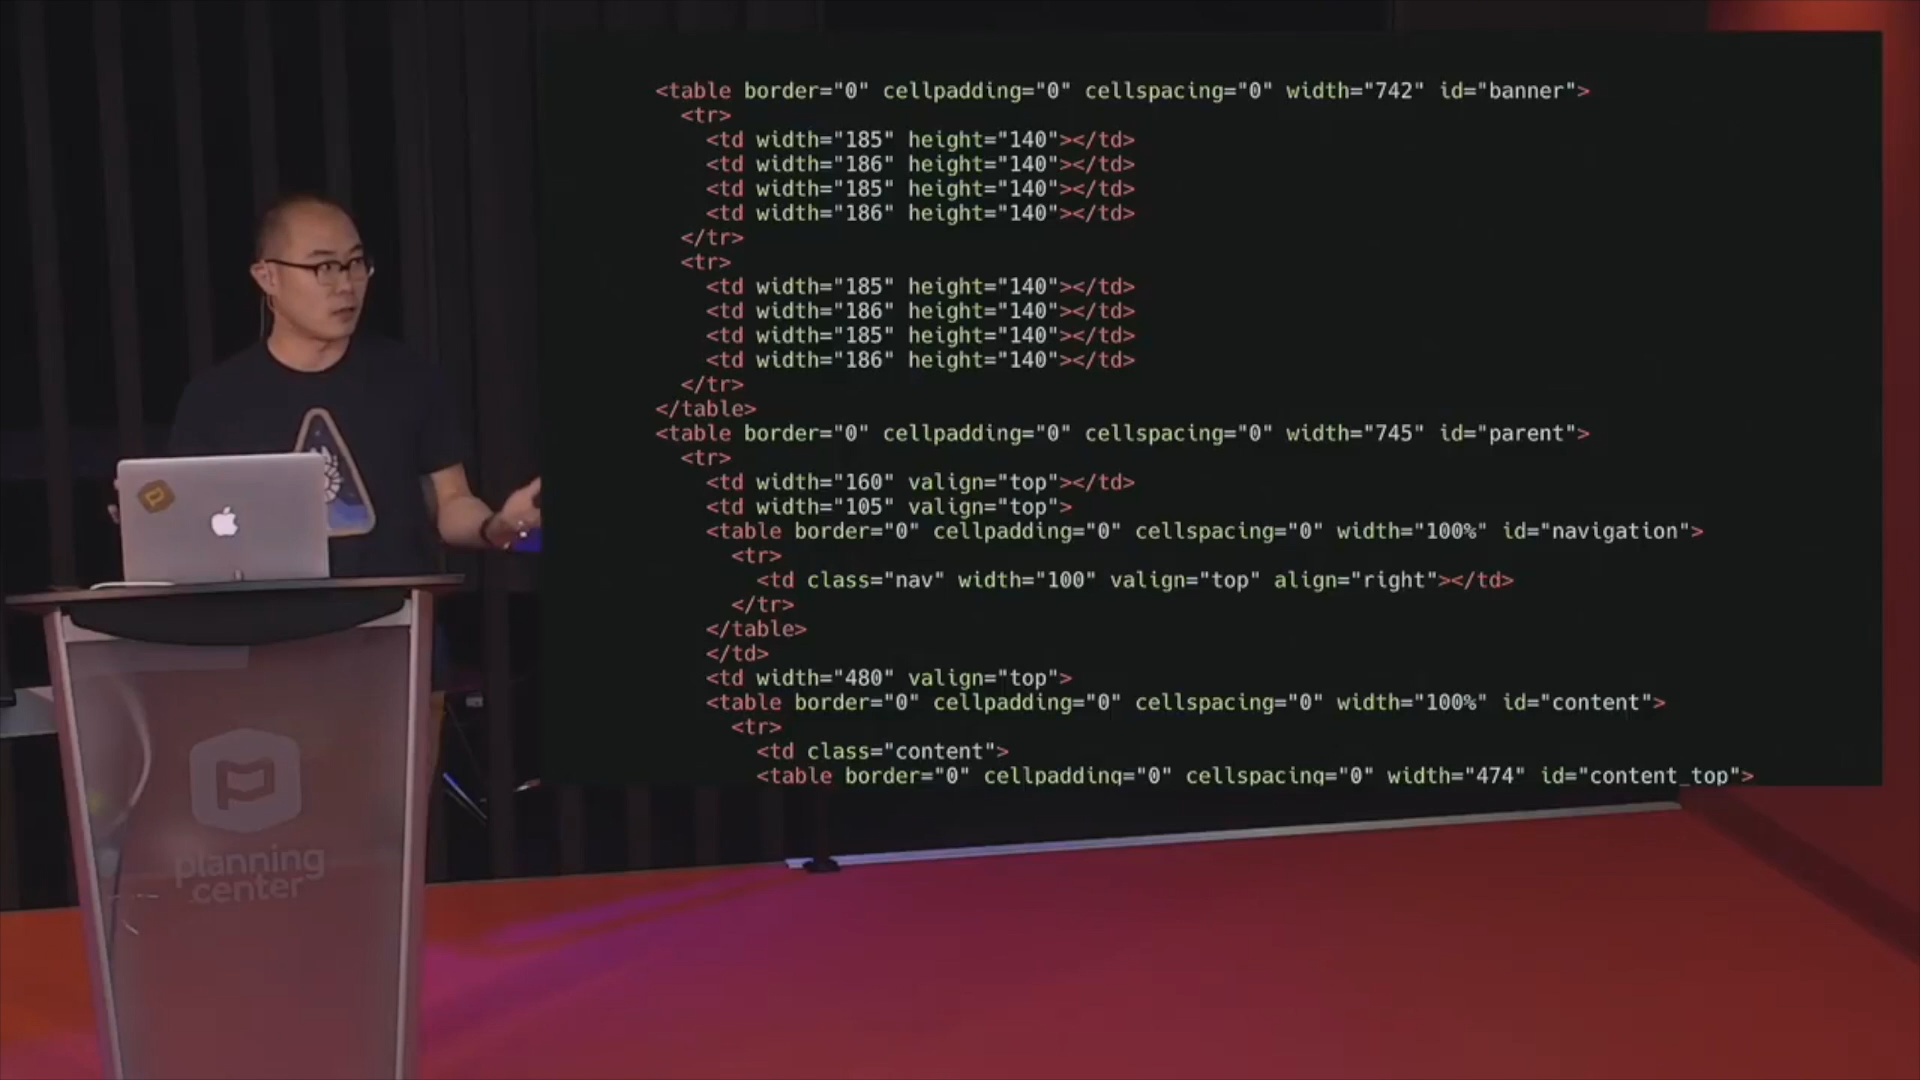 <table border="0" cellpadding="0" cellspacing="0" width="742" id="banner">
<tr>
<td width="185" height="140"></td>
<td width="186" height="140"></td>
<td width="185" height="140"></td>
<td width="186" height="140"></td>
</tr>
<tr>
<td width="185" height="140"></td>
<td width="186" height="140"></td>
<td width="185" height="140"></td>
<td width="186" height="140"></td>
</tr>
</table>
<table border="0" cellpadding="0" cellspacing="0" width="745" id="parent">
<tr>
<td width="160" valign="top"></td>
<td width="105" valign="top">
<table border="0" cellpadding="0" cellspacing="0" width="100%" id="navigation">
<tr>
<td class="nav" width="100" valign="top" align="right"></td>
</tr>
</table>
</td>
<td width="480" valign="top">
<table border="0" cellpadding="0" cellspacing="0" width="100%" id="content">
<tr>
<td class="content">
<table border="0" cellpadding="0" cellspacing="0" width="474" id="content_top">
planning
center